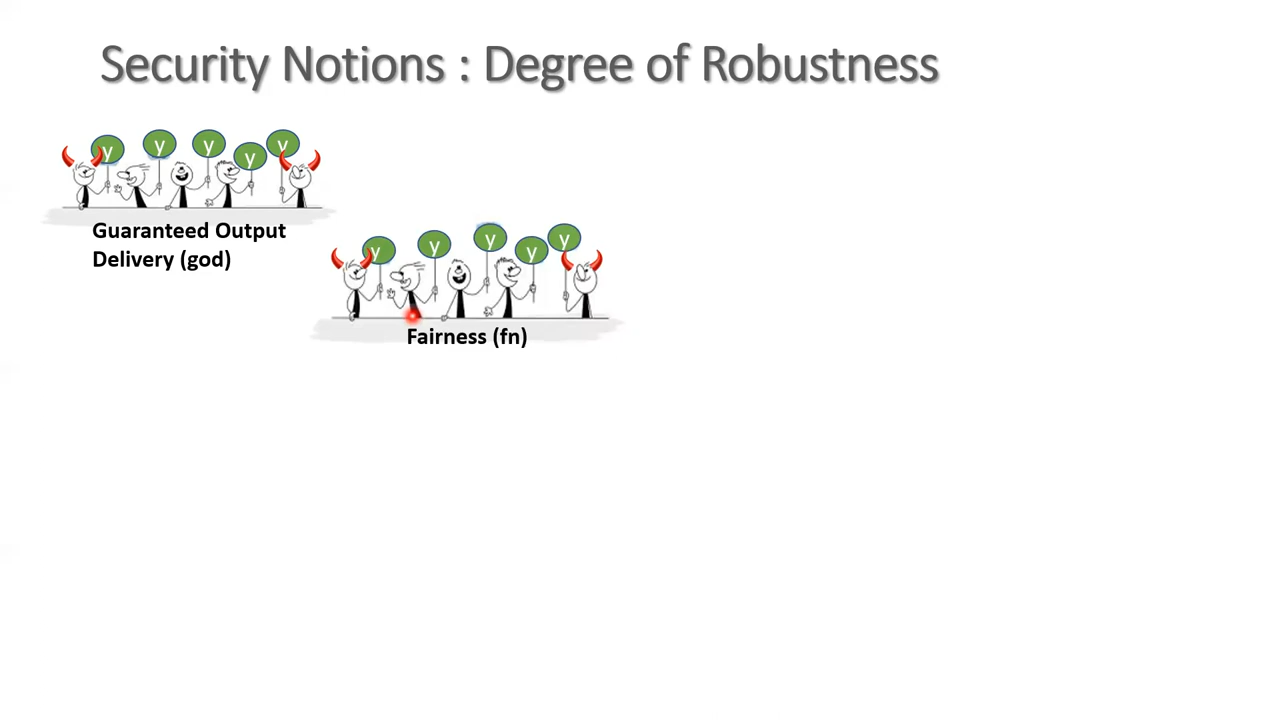 Security Notions : Degree of Robustness
y y y y y
Guaranteed Output
Delivery (god)
y y y y y
Fairness (fn)